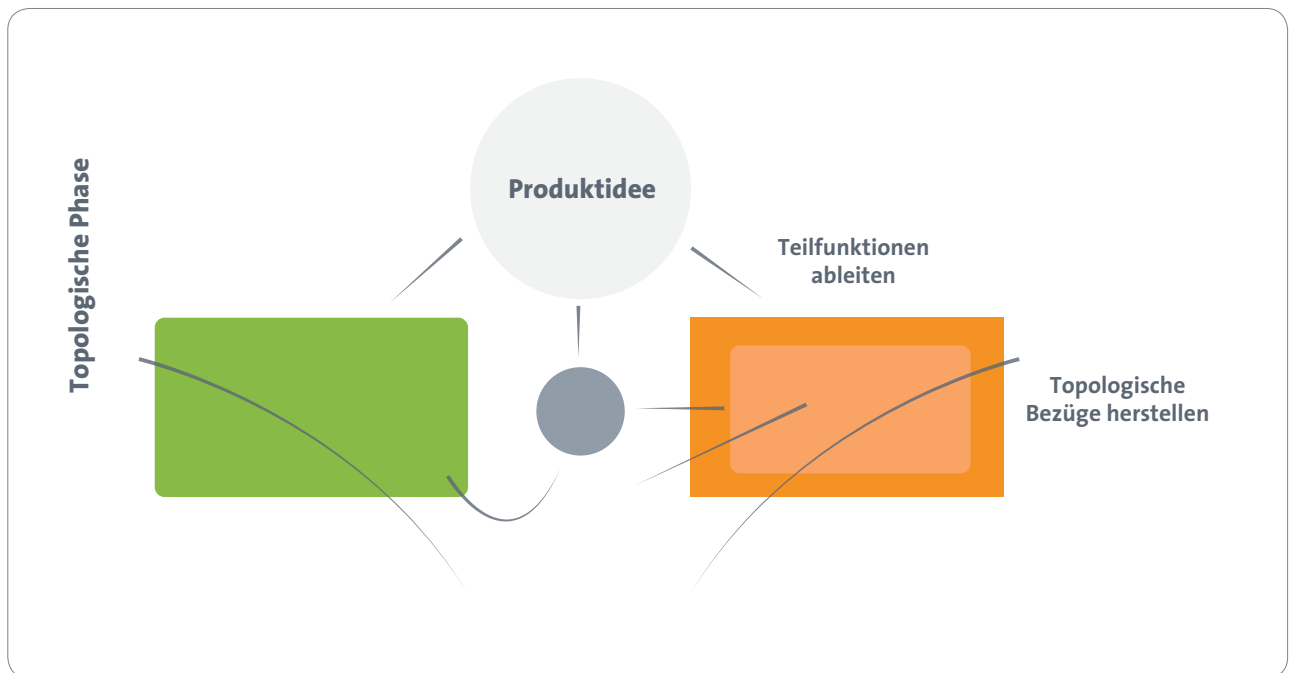 Topologische Phase
Produktidee
Teilfunktionen
ableiten
Topologische
Bezüge herstellen